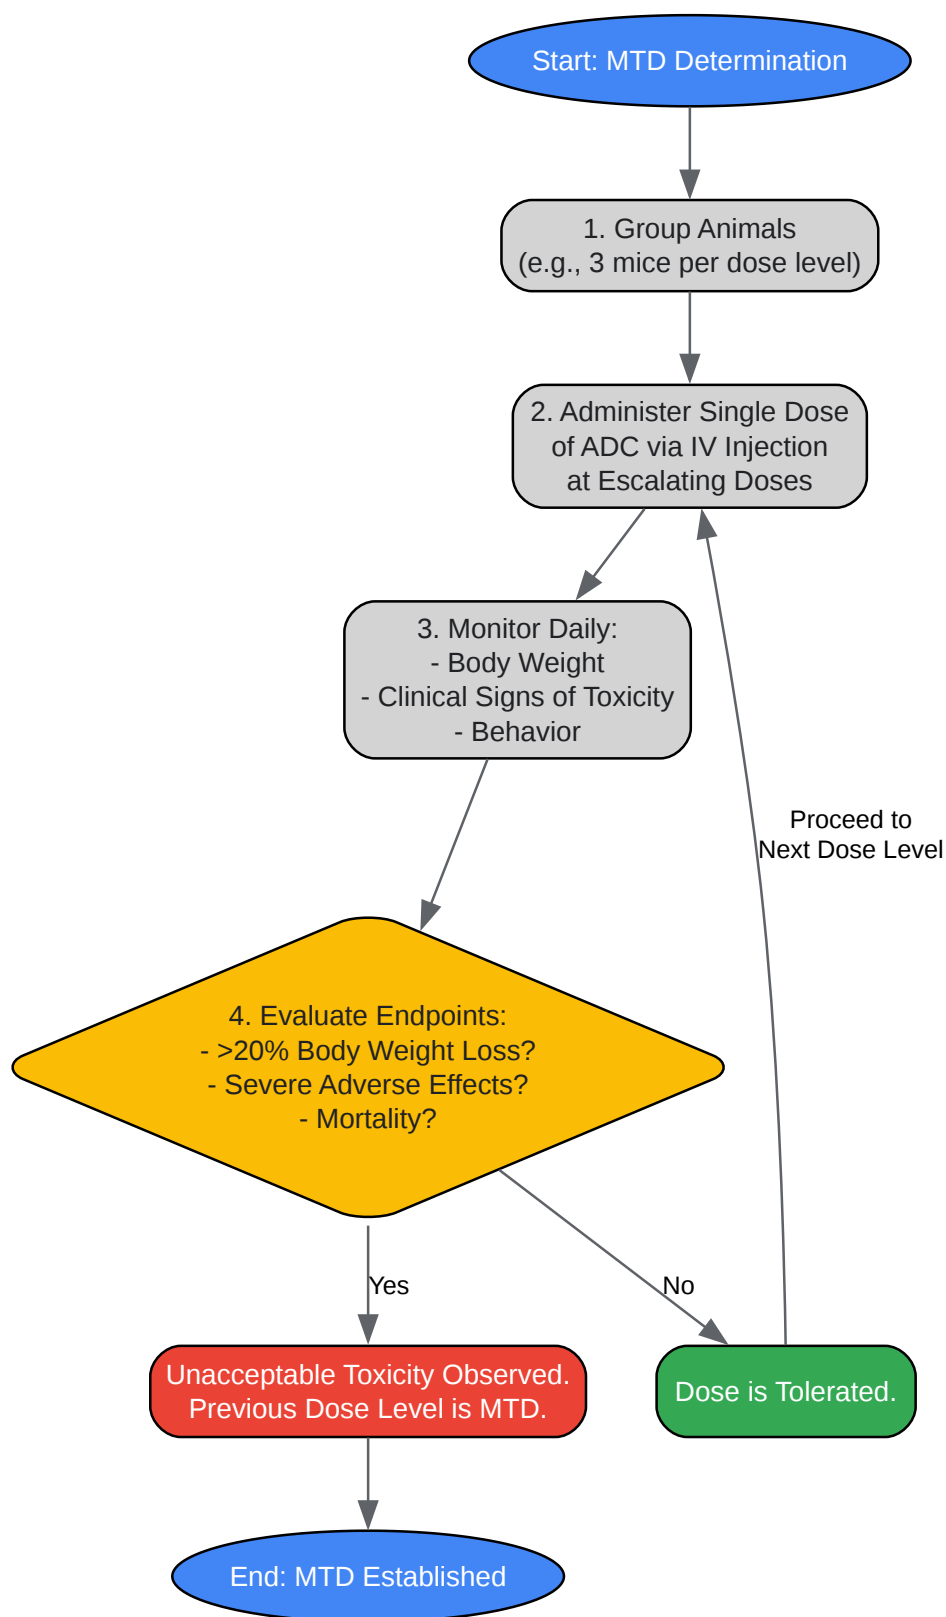 Start: MTD Determination
1. Group Animals
(e.g., 3 mice per dose level)
2. Administer Single Dose
of ADC via IV Injection
at Escalating Doses
3. Monitor Daily:
- Body Weight
- Clinical Signs of Toxicity
- Behavior
Proceed to
Next Dose Level
4. Evaluate Endpoints:
- >20% Body Weight Loss?
- Severe Adverse Effects?
- Mortality?
Yes
No
Unacceptable Toxicity Observed.
Previous Dose Level is MTD.
Dose is Tolerated.
End: MTD Established